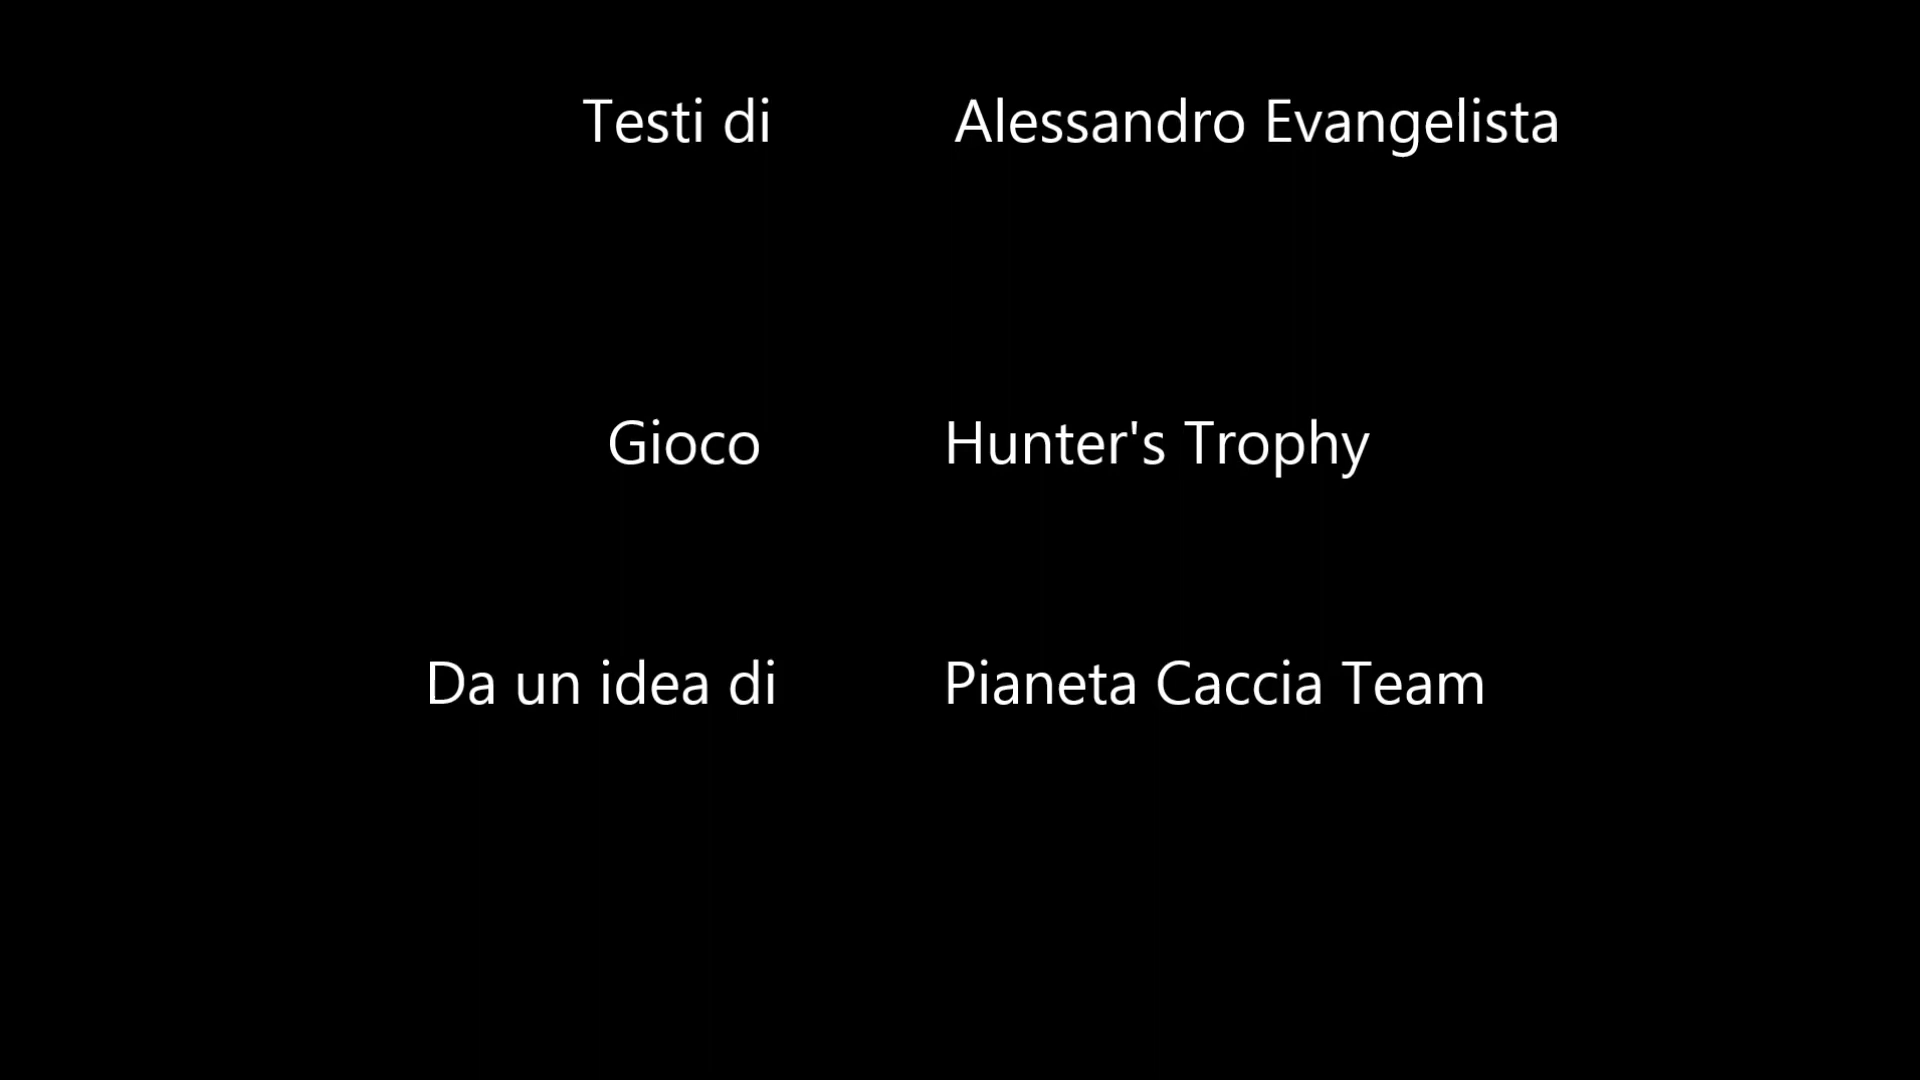 Testi di Alessandro Evangelista
Gioco Hunter's Trophy
Da un idea di Pianeta Caccia Team